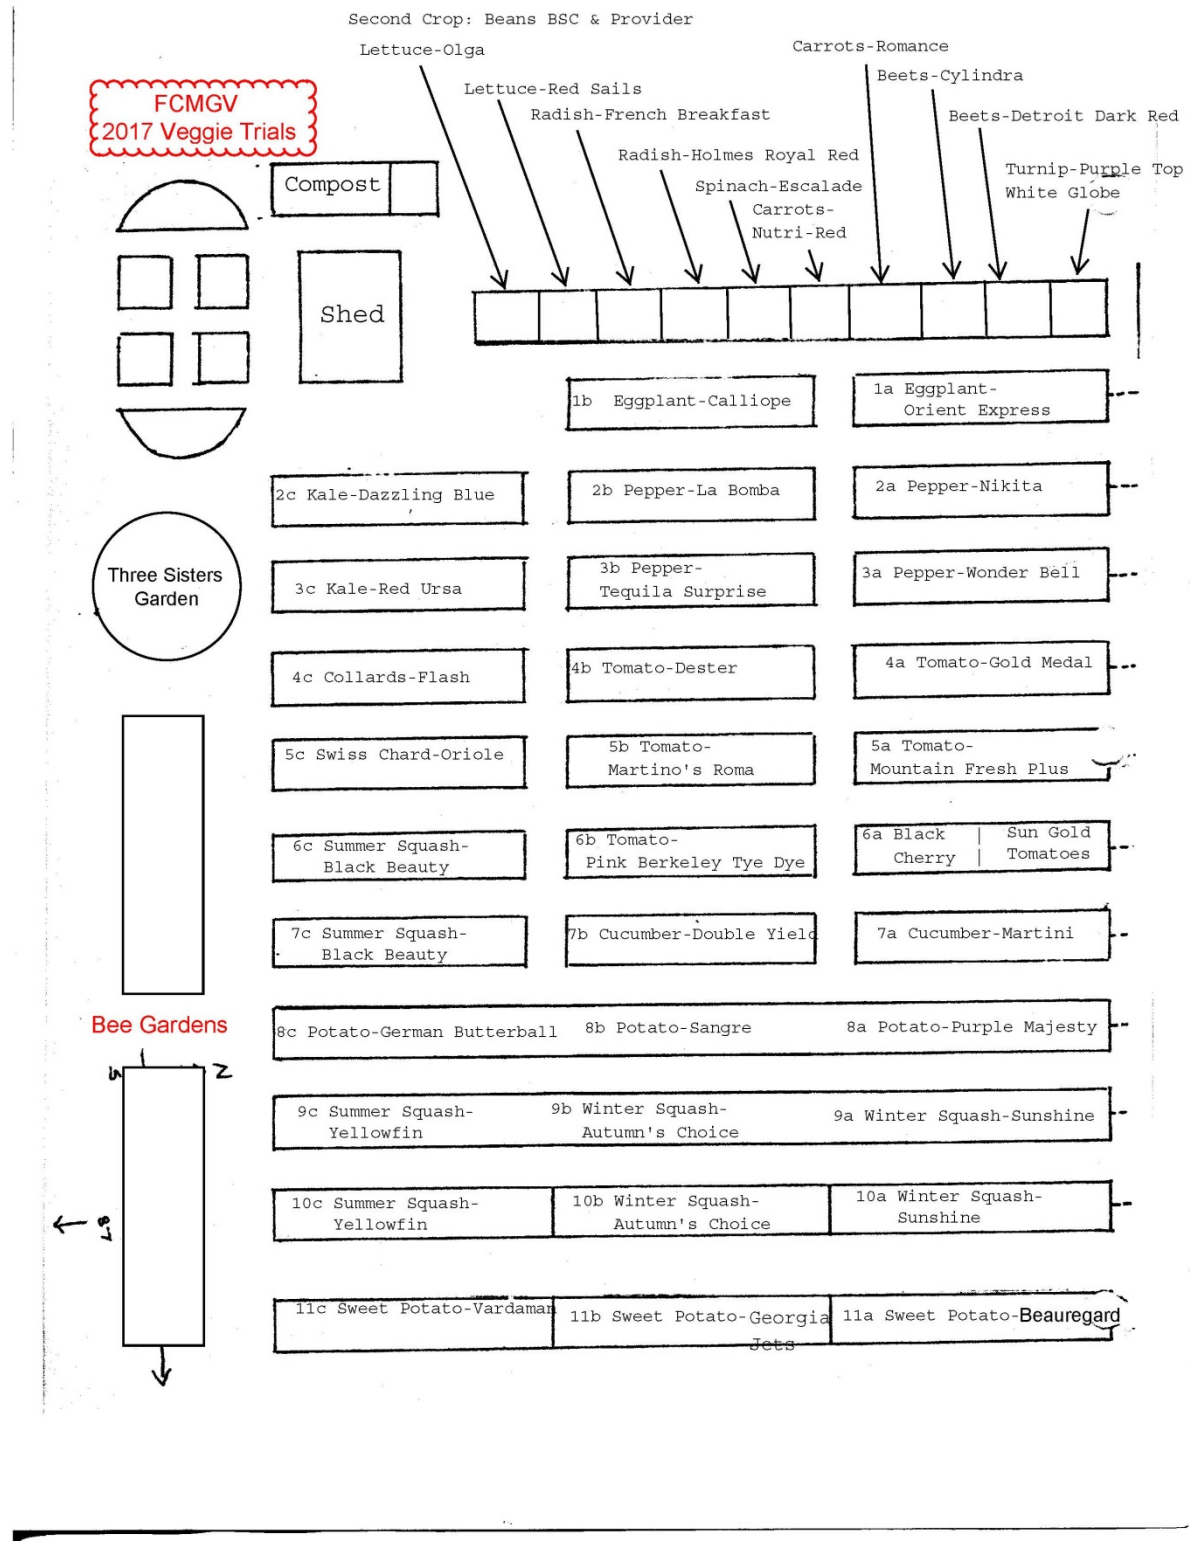 Second Crop: Beans BSC & Provider
Lettuce-Olga
Carrots-Romance
Lettuce-Red Sails
Beets-Cylindra
FCMGV
2017 Veggie Trials
Radish-French Breakfast
Beets-Detroit Dark Red
Radish-Holmes Royal Red
Turnip-Purple Top
White Globe
Spinach-Escalade
Carrots-
Nutri-Red
Compost
Shed
1b Eggplant-Calliope
1a Eggplant-
Orient Express
2c Kale-Dazzling Blue
2b Pepper-La Bomba
2a Pepper-Nikita
Three Sisters
Garden
3c Kale-Red Ursa
3b Pepper-
Tequila Surprise
3a Pepper-Wonder Bell
4c Collards-Flash
4b Tomato-Dester
4a Tomato-Gold Medal
5c Swiss Chard-Oriole
5b Tomato-
Martino's Roma
5a Tomato-
Mountain Fresh Plus
6c Summer Squash-
Black Beauty
6b Tomato-
Pink Berkeley Tye Dye
6a Black | Sun Gold
Cherry | Tomatoes
7c Summer Squash-
Black Beauty
7b Cucumber-Double Yield
7a Cucumber-Martini
Bee Gardens
8c Potato-German Butterball
8b Potato-Sangre
8a Potato-Purple Majesty
9c Summer Squash-
Yellowfin
9b Winter Squash-
Autumn's Choice
9a Winter Squash-Sunshine
10c Summer Squash-
Yellowfin
10b Winter Squash-
Autumn's Choice
10a Winter Squash-
Sunshine
11c Sweet Potato-Vardaman
11b Sweet Potato-Georgia
Jets
11a Sweet Potato-Beauregard